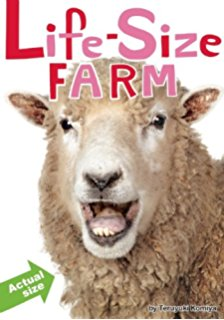 Life-Size
FARM
Actual
size
by Teruyuki Komiya